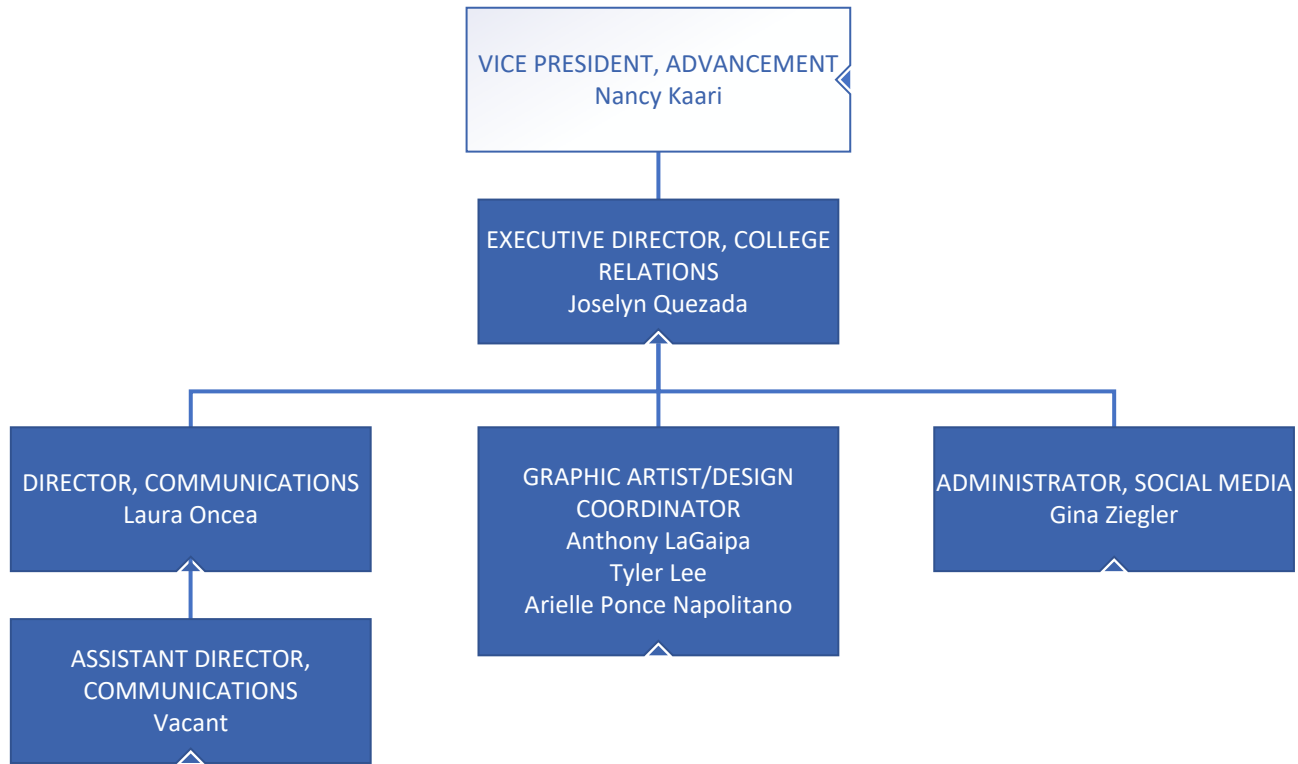 VICE PRESIDENT, ADVANCEMENT
Nancy Kaari
EXECUTIVE DIRECTOR, COLLEGE
RELATIONS
Joselyn Quezada
DIRECTOR, COMMUNICATIONS
Laura Oncea
GRAPHIC ARTIST/DESIGN
COORDINATOR
Anthony LaGaipa
Tyler Lee
Arielle Ponce Napolitano
ADMINISTRATOR, SOCIAL MEDIA
Gina Ziegler
ASSISTANT DIRECTOR,
COMMUNICATIONS
Vacant